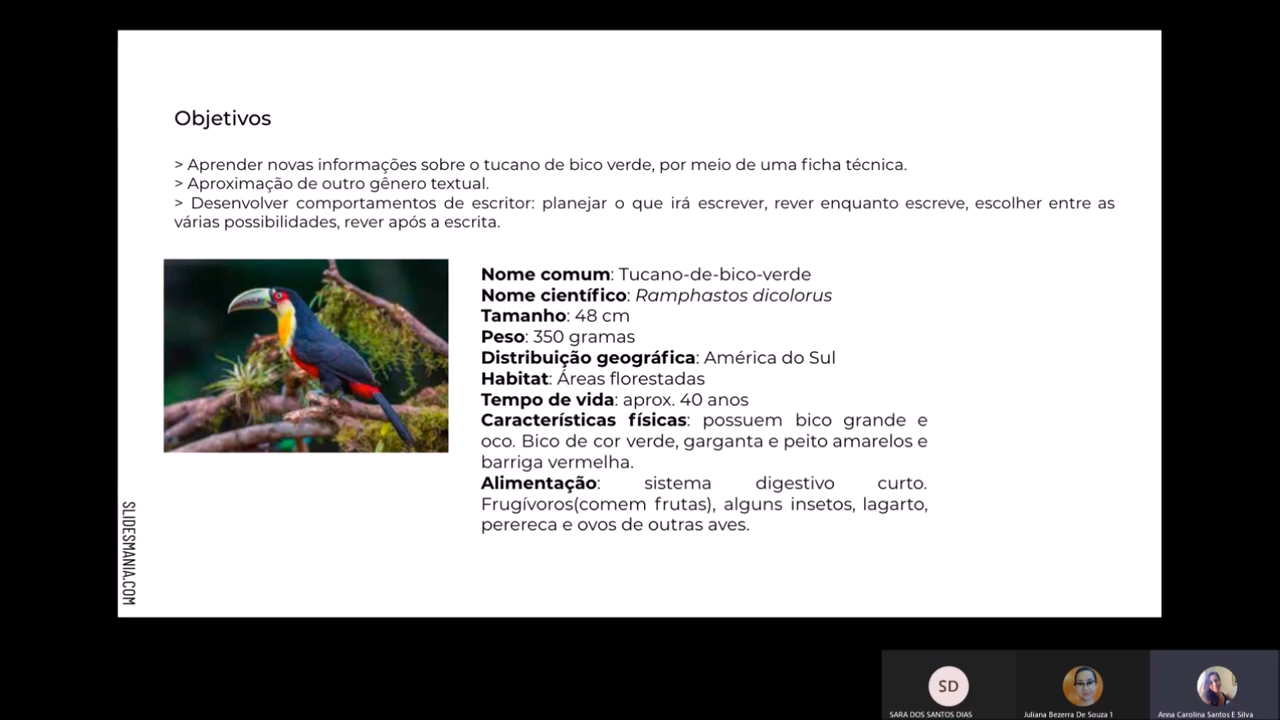 Objetivos
> Aprender novas informações sobre o tucano de bico verde, por meio de uma ficha técnica.
> Aproximação de outro gênero textual.
> Desenvolver comportamentos de escritor: planejar o que irá escrever, rever enquanto escreve, escolher entre as
várias possibilidades, rever após a escrita.
Nome comum: Tucano-de-bico-verde
Nome científico: Ramphastos dicolorus
Tamanho: 48 cm
Peso: 350 gramas
Distribuição geográfica: América do Sul
Habitat: Áreas florestadas
Tempo de vida: aprox. 40 anos
Características físicas: possuem bico grande e
oco. Bico de cor verde, garganta e peito amarelos e
barriga vermelha.
Alimentação: sistema digestivo curto.
Frugívoros(comem frutas), alguns insetos, lagarto,
perereca e ovos de outras aves.
SLIDESMANIA.COM
SD
SARA DOS SANTOS DIAS
Juliana Bezerra De Souza 1
Anna Carolina Santos E Silva